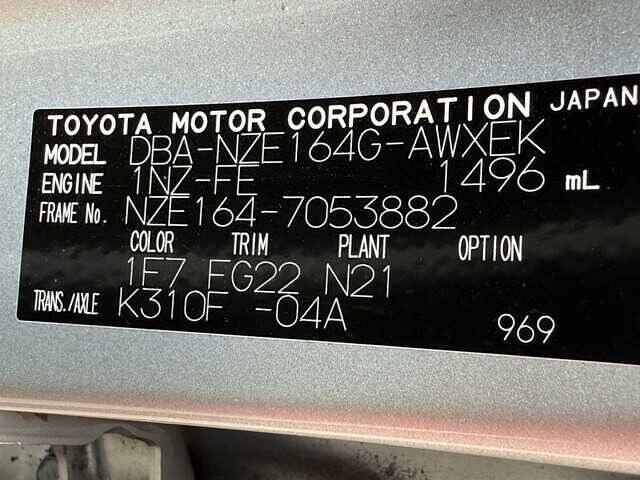 TOYOTA MOTOR CORPORATION JAPAN
MODEL DBA-NZE164G-AWXEK
ENGINE 1NZ-FE 1496 mL
FRAME No. NZE164-7053882
COLOR TRIM PLANT OPTION
1F7 FG22 N21
TRANS./AXLE K310F -04A
969